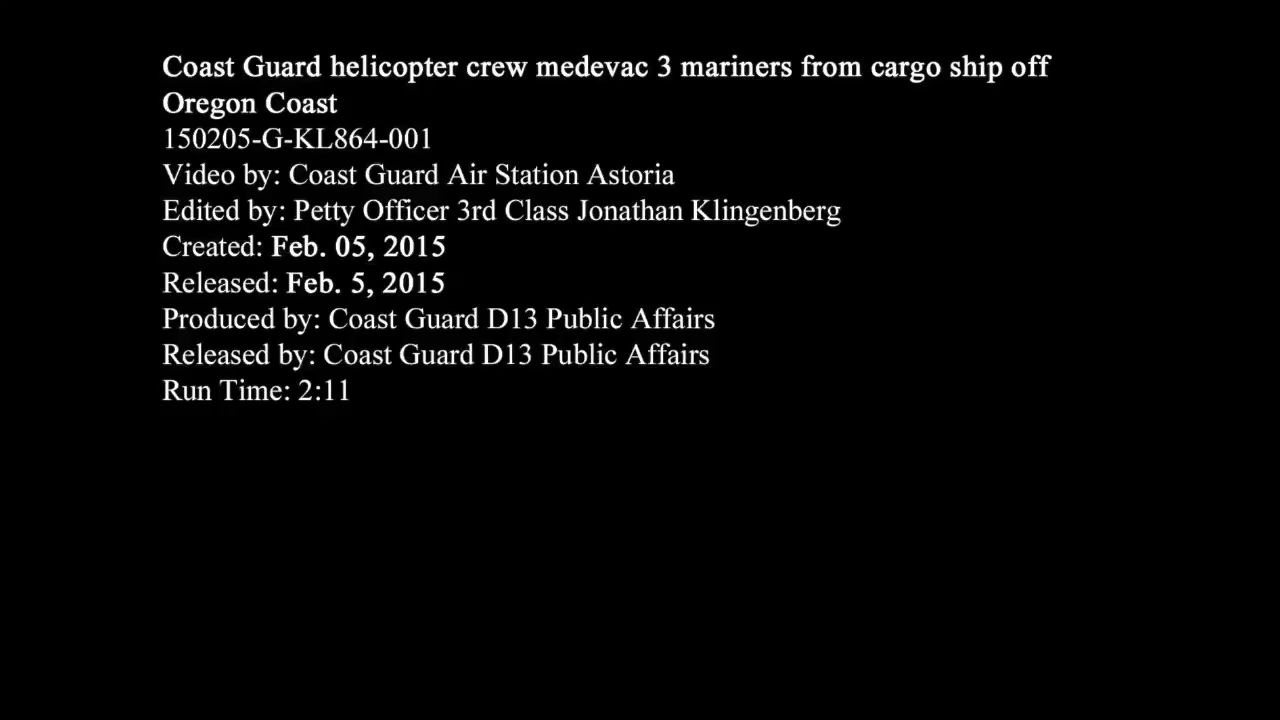 Coast Guard helicopter crew medevac 3 mariners from cargo ship off
Oregon Coast
150205-G-KL864-001
Video by: Coast Guard Air Station Astoria
Edited by: Petty Officer 3rd Class Jonathan Klingenberg
Created: Feb. 05, 2015
Released: Feb. 5, 2015
Produced by: Coast Guard D13 Public Affairs
Released by: Coast Guard D13 Public Affairs
Run Time: 2:11